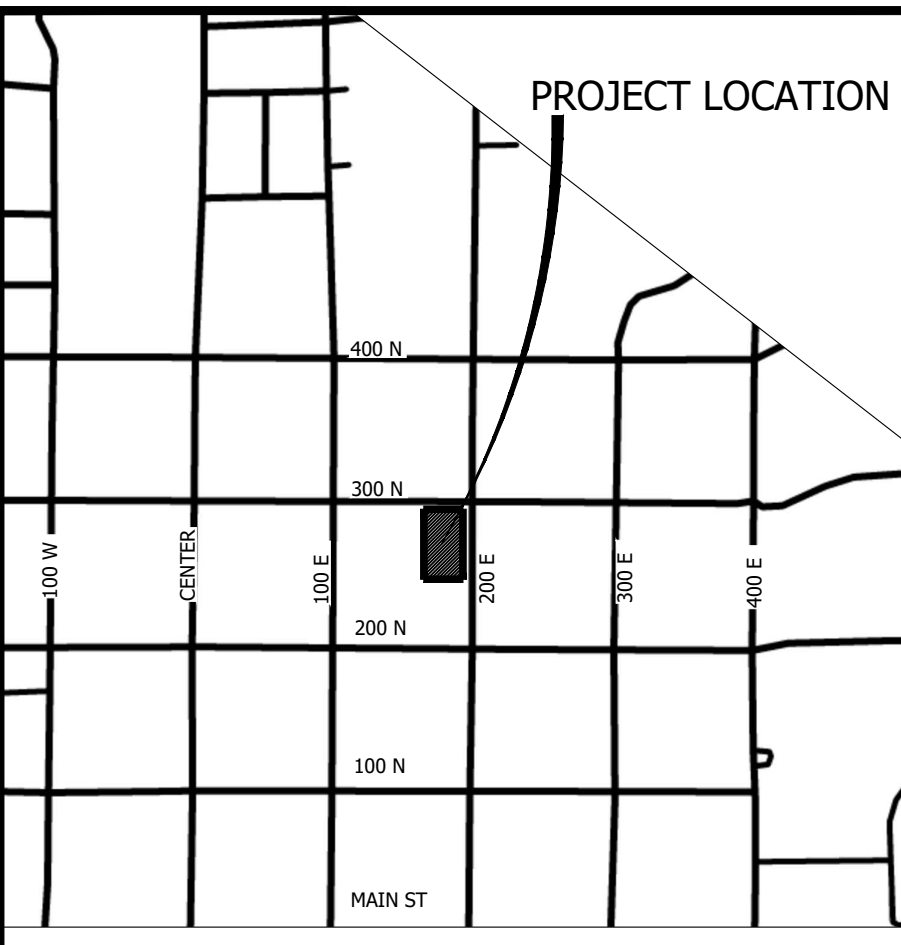 PROJECT LOCATION
400 N
300 N
100 W
CENTER
100 E
200 E
300 E
400 E
200 N
100 N
MAIN ST